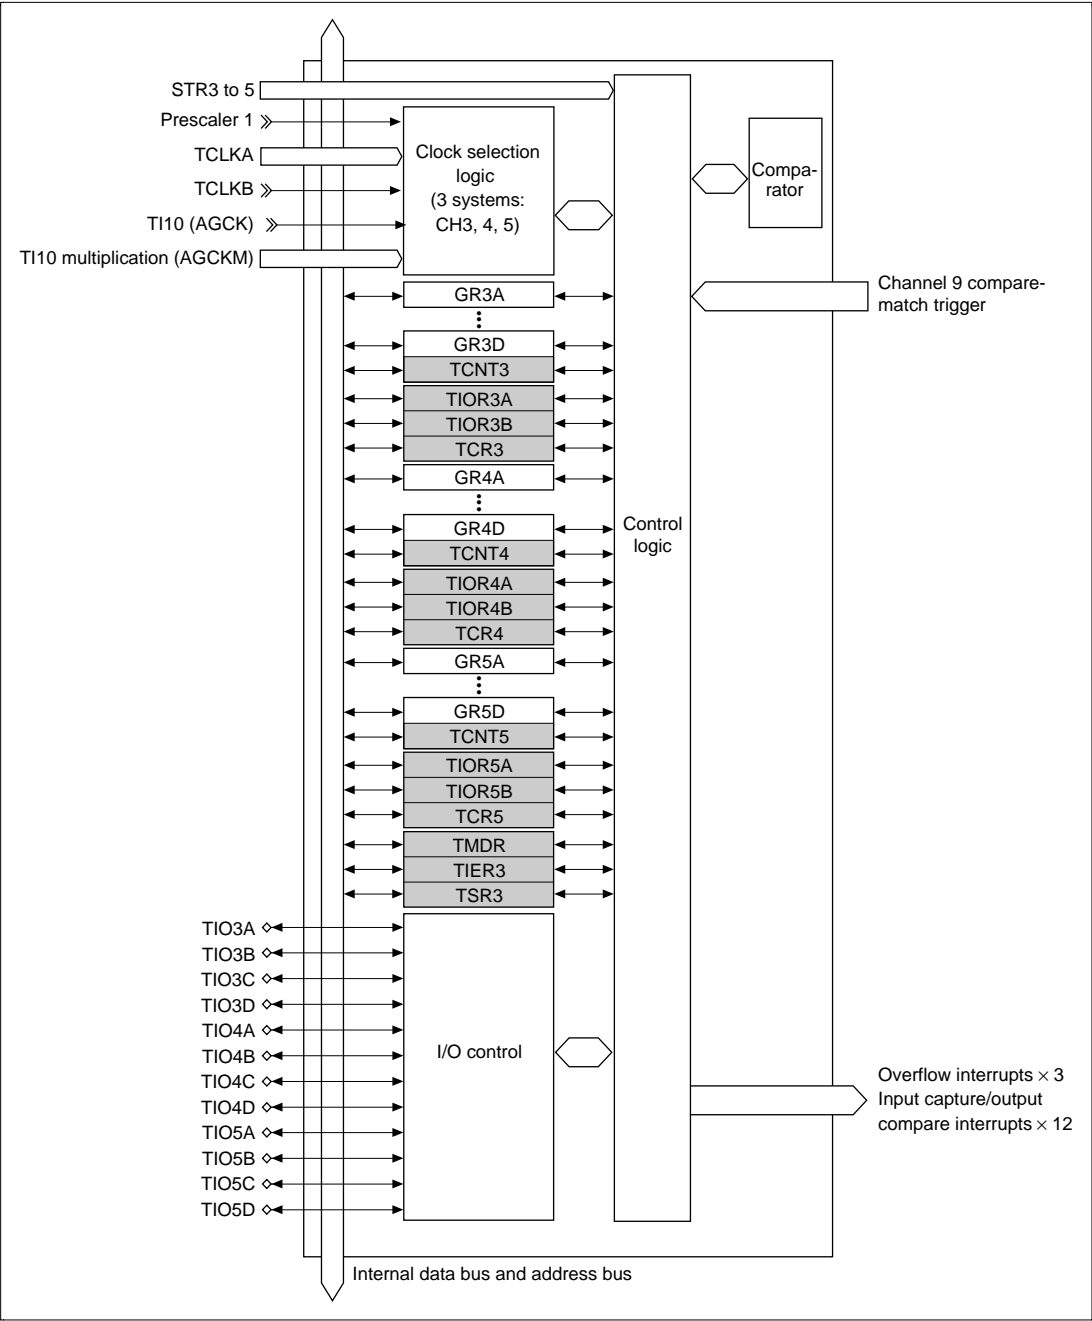 STR3 to 5
Prescaler 1
TCLKA
TCLKB
TI10 (AGCK)
TI10 multiplication (AGCKM)
Clock selection
logic
(3 systems:
CH3, 4, 5)
Compa-
rator
Channel 9 compare-
match trigger
GR3A
GR3D
TCNT3
TIOR3A
TIOR3B
TCR3
GR4A
GR4D
TCNT4
TIOR4A
TIOR4B
TCR4
GR5A
GR5D
TCNT5
TIOR5A
TIOR5B
TCR5
TMDR
TIER3
TSR3
Control
logic
TIO3A
TIO3B
TIO3C
TIO3D
TIO4A
TIO4B
TIO4C
TIO4D
TIO5A
TIO5B
TIO5C
TIO5D
I/O control
Overflow interrupts × 3
Input capture/output
compare interrupts × 12
Internal data bus and address bus